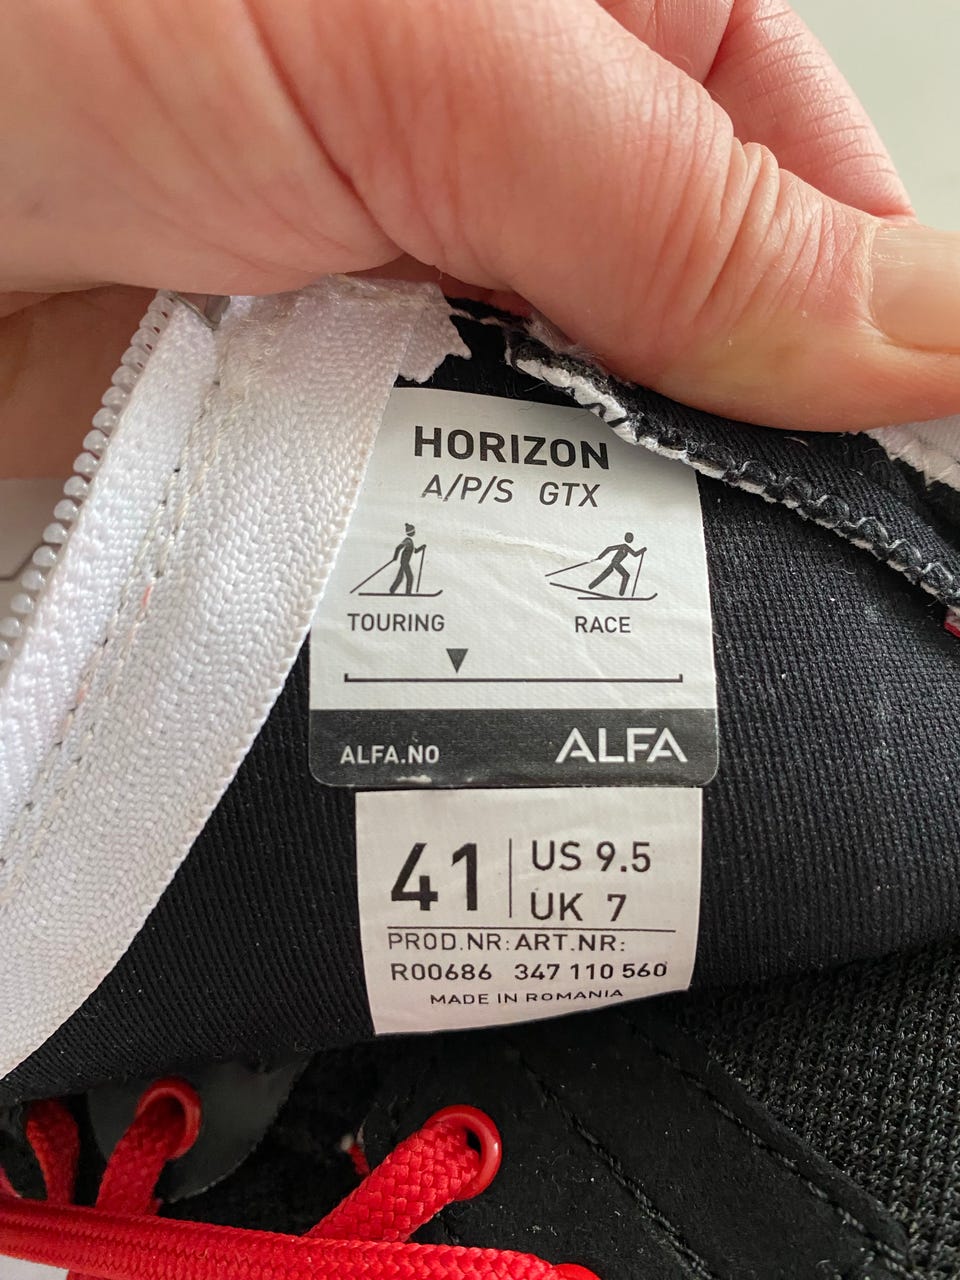 HORIZON
A/P/S GTX
TOURING RACE
ALFA.NO ALFA
41 US 9.5
UK 7
PROD.NR: ART.NR:
R00686 347 110 560
MADE IN ROMANIA